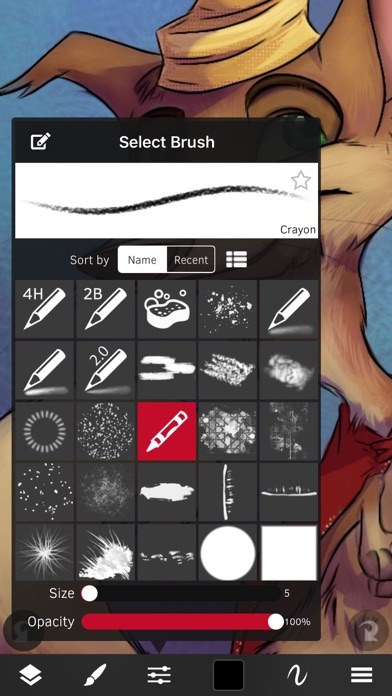 Select Brush
Crayon
Sort by Name Recent
4H 2B
2.0
Size 5
Opacity 100%